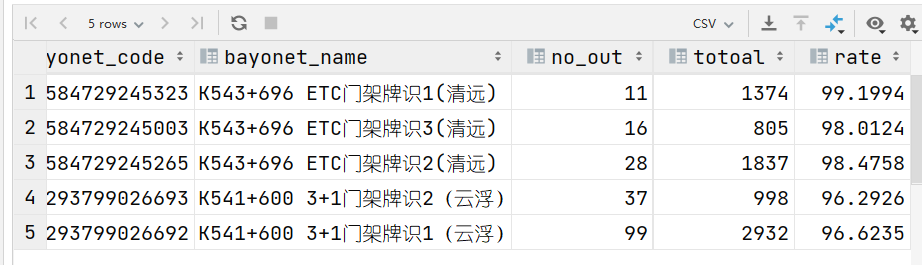 5 rows CSV
yonet_code bayonet_name no_out totoal rate
1 584729245323 K543+696 ETC门架牌识1(清远) 11 1374 99.1994
2 584729245003 K543+696 ETC门架牌识3(清远) 16 805 98.0124
3 584729245265 K543+696 ETC门架牌识2(清远) 28 1837 98.4758
4 293799026693 K541+600 3+1门架牌识2（云浮） 37 998 96.2926
5 293799026692 K541+600 3+1门架牌识1（云浮） 99 2932 96.6235